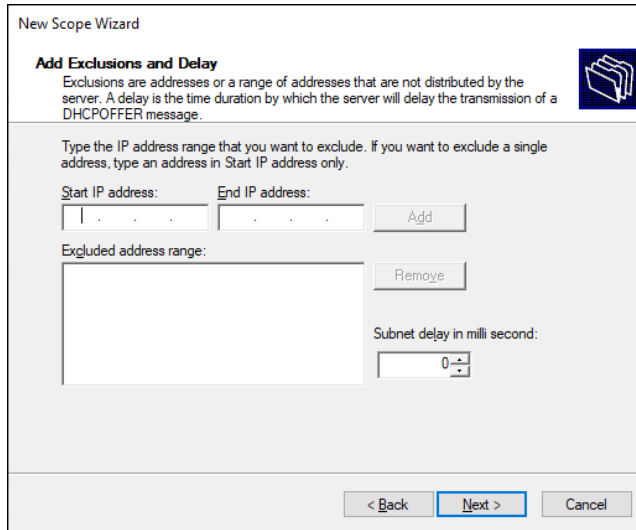 New Scope Wizard
Add Exclusions and Delay
Exclusions are addresses or a range of addresses that are not distributed by the
server. A delay is the time duration by which the server will delay the transmission of a
DHCPOFFER message.
Type the IP address range that you want to exclude. If you want to exclude a single
address, type an address in Start IP address only.
Start IP address: End IP address:
. . . . . . Add
Excluded address range:
Remove
Subnet delay in milli second:
0
< Back Next > Cancel